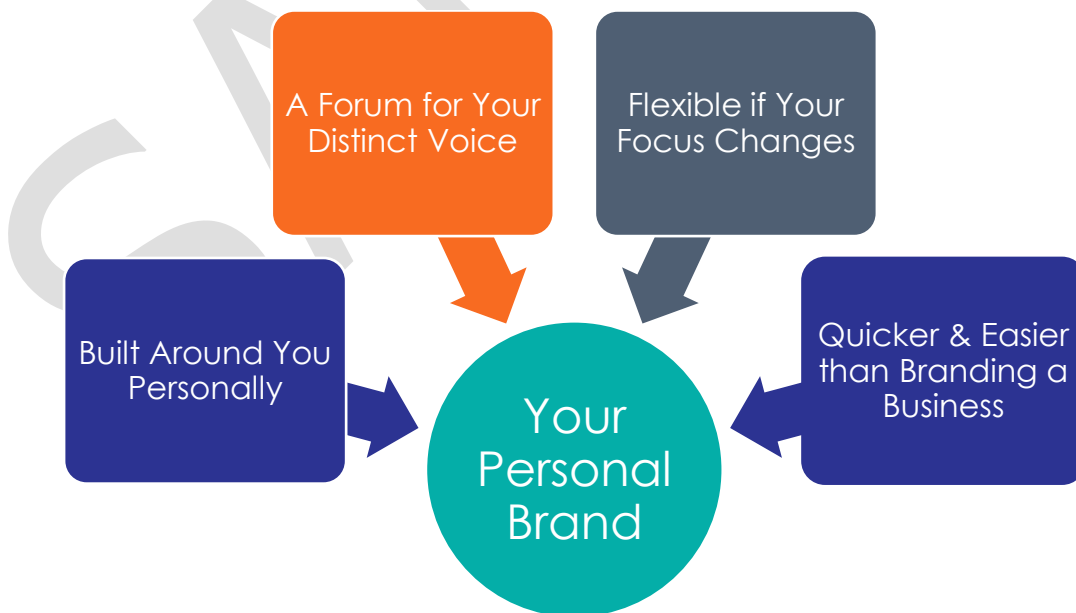 A Forum for Your
Distinct Voice
Flexible if Your
Focus Changes
Built Around You
Personally
Quicker & Easier
than Branding a
Business
Your
Personal
Brand